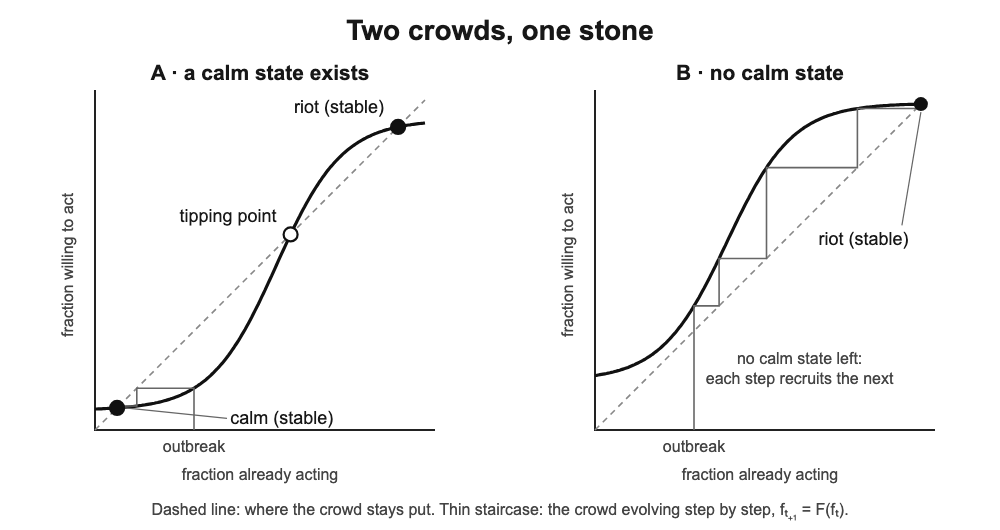 Two crowds, one stone
A · a calm state exists
riot (stable)
tipping point
calm (stable)
outbreak
fraction already acting
fraction willing to act
B · no calm state
riot (stable)
no calm state left:
each step recruits the next
outbreak
fraction already acting
fraction willing to act
Dashed line: where the crowd stays put. Thin staircase: the crowd evolving step by step, fₜ₊₁ = F(fₜ).